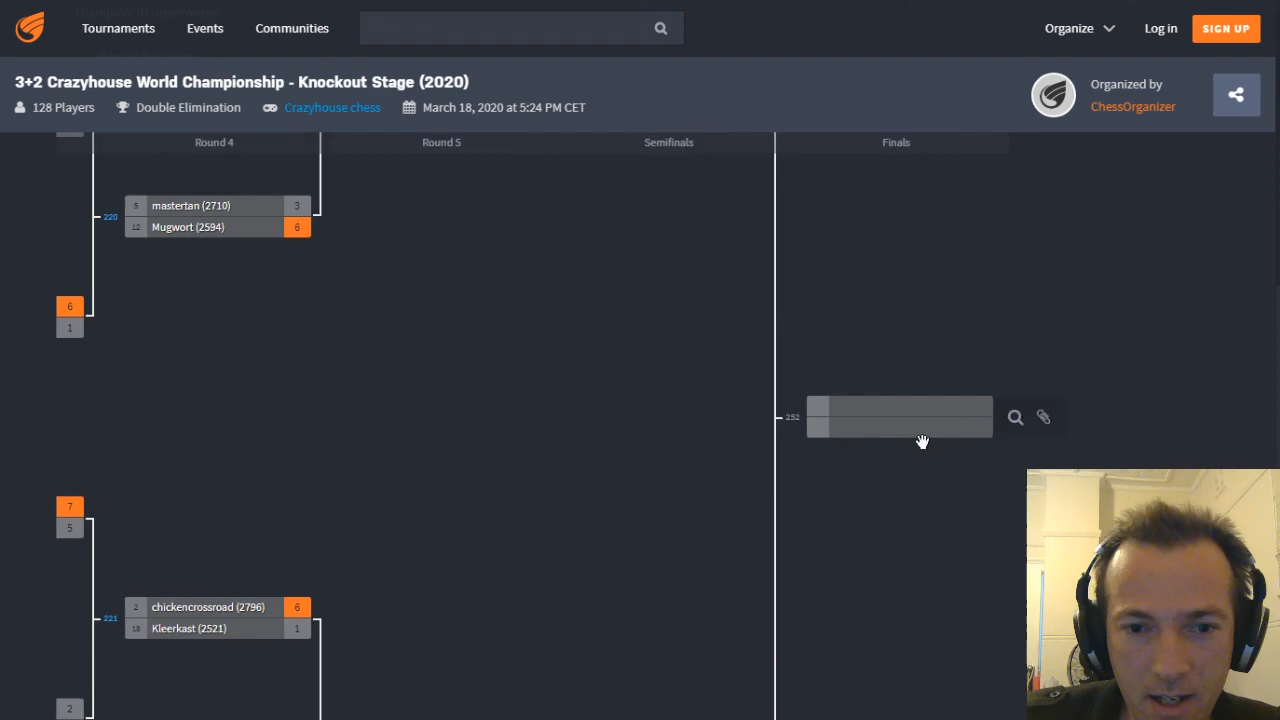 Tournaments Events Communities Organize Log in SIGN UP
3+2 Crazyhouse World Championship - Knockout Stage (2020)
128 Players Double Elimination Crazyhouse chess March 18, 2020 at 5:24 PM CET
Organized by
ChessOrganizer
Round 4 Round 5 Semifinals Finals
5 mastertan (2710) 3
220
12 Mugwort (2594) 6
6
1
252
7
5
2 chickencrossroad (2796) 6
221
18 Kleerkast (2521) 1
2